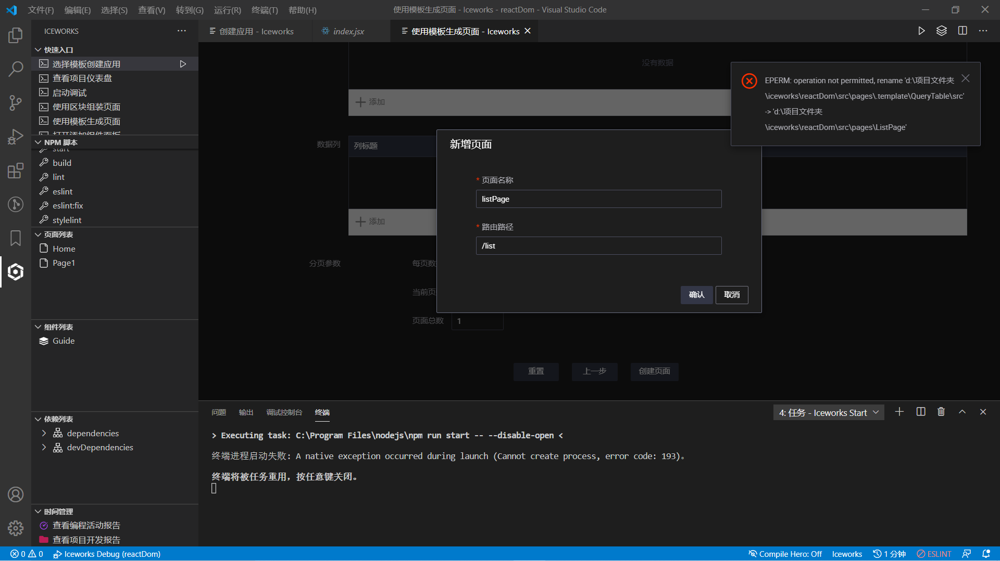 文件(F) 编辑(E) 选择(S) 查看(V) 转到(G) 运行(R) 终端(T) 帮助(H)
使用模板生成页面 - Iceworks - reactDom - Visual Studio Code
ICEWORKS
快速入口
选择模板创建应用
查看项目仪表盘
启动调试
使用区块组装页面
使用模板生成页面
打开添加组件面板
NPM 脚本
start
build
lint
eslint
eslint:fix
stylelint
页面列表
Home
Page1
组件列表
Guide
依赖列表
dependencies
devDependencies
时间管理
查看编程活动报告
查看项目开发报告
创建应用 - Iceworks
index.jsx
使用模板生成页面 - Iceworks
没有数据
添加
数据列
列标题
添加
分页参数
每页数
当前页
页面总数
1
重置
上一步
创建页面
新增页面
* 页面名称
listPage
* 路由路径
/list
确认
取消
EPERM: operation not permitted, rename 'd:\项目文件夹
\iceworks\reactDom\src\pages\.template\QueryTable\src'
-> 'd:\项目文件夹
\iceworks\reactDom\src\pages\ListPage'
问题 输出 调试控制台 终端
4: 任务 - Iceworks Start
> Executing task: C:\Program Files\nodejs\npm run start -- --disable-open <
终端进程启动失败: A native exception occurred during launch (Cannot create process, error code: 193)。
终端将被任务重用，按任意键关闭。
0 0 Iceworks Debug (reactDom)
Compile Hero: Off Iceworks 1 分钟 ESLINT